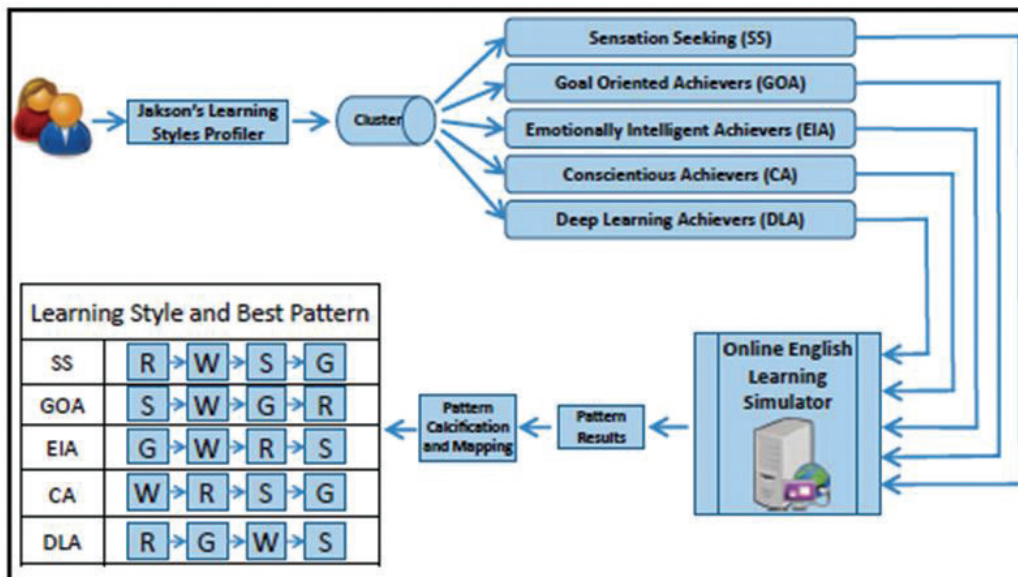 Sensation Seeking (SS)
Goal Oriented Achievers (GOA)
Jakson's Learning
Styles Profiler
Cluster
Emotionally Intelligent Achievers (EIA)
Conscientious Achievers (CA)
Deep Learning Achievers (DLA)
Learning Style and Best Pattern
SS R W S G
GOA S W G R
EIA G W R S
CA W R S G
DLA R G W S
Pattern
Calcification
and Mapping
Pattern
Results
Online English
Learning
Simulator